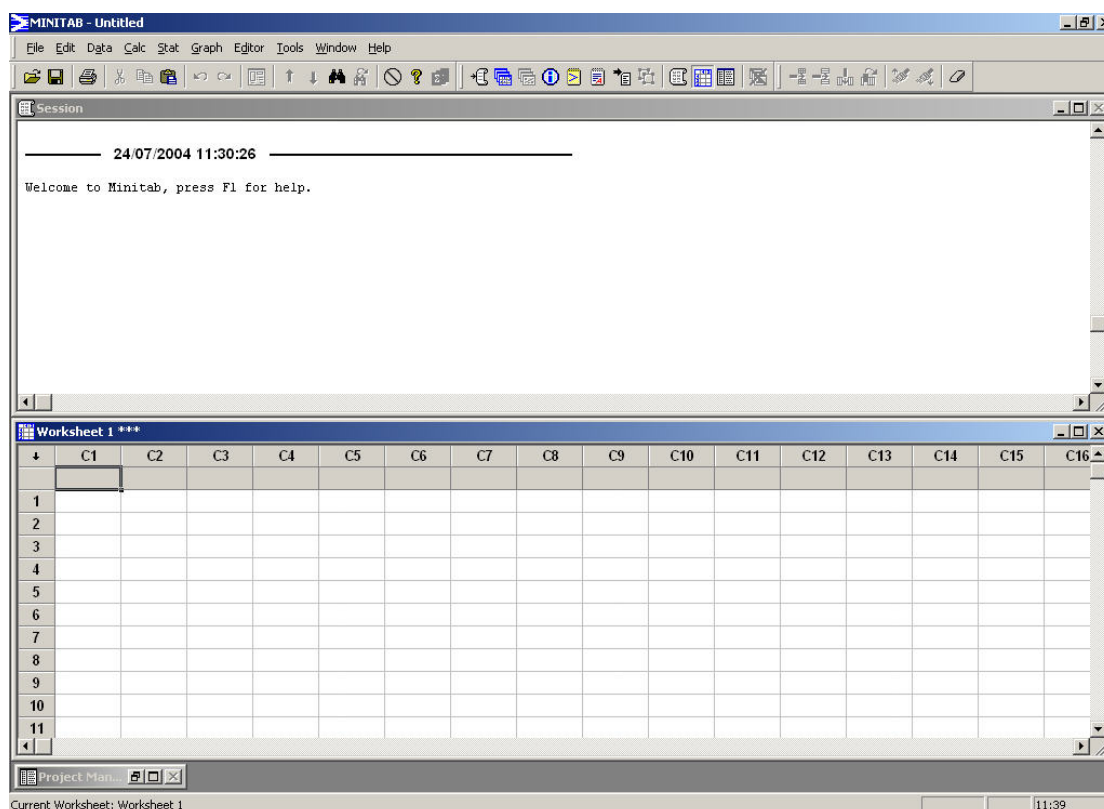 MINITAB - Untitled
File Edit Data Calc Stat Graph Editor Tools Window Help
Session
24/07/2004 11:30:26
Welcome to Minitab, press F1 for help.
Worksheet 1 ***
C1 C2 C3 C4 C5 C6 C7 C8 C9 C10 C11 C12 C13 C14 C15 C16
1
2
3
4
5
6
7
8
9
10
11
Project Man...
Current Worksheet: Worksheet 1 11:39